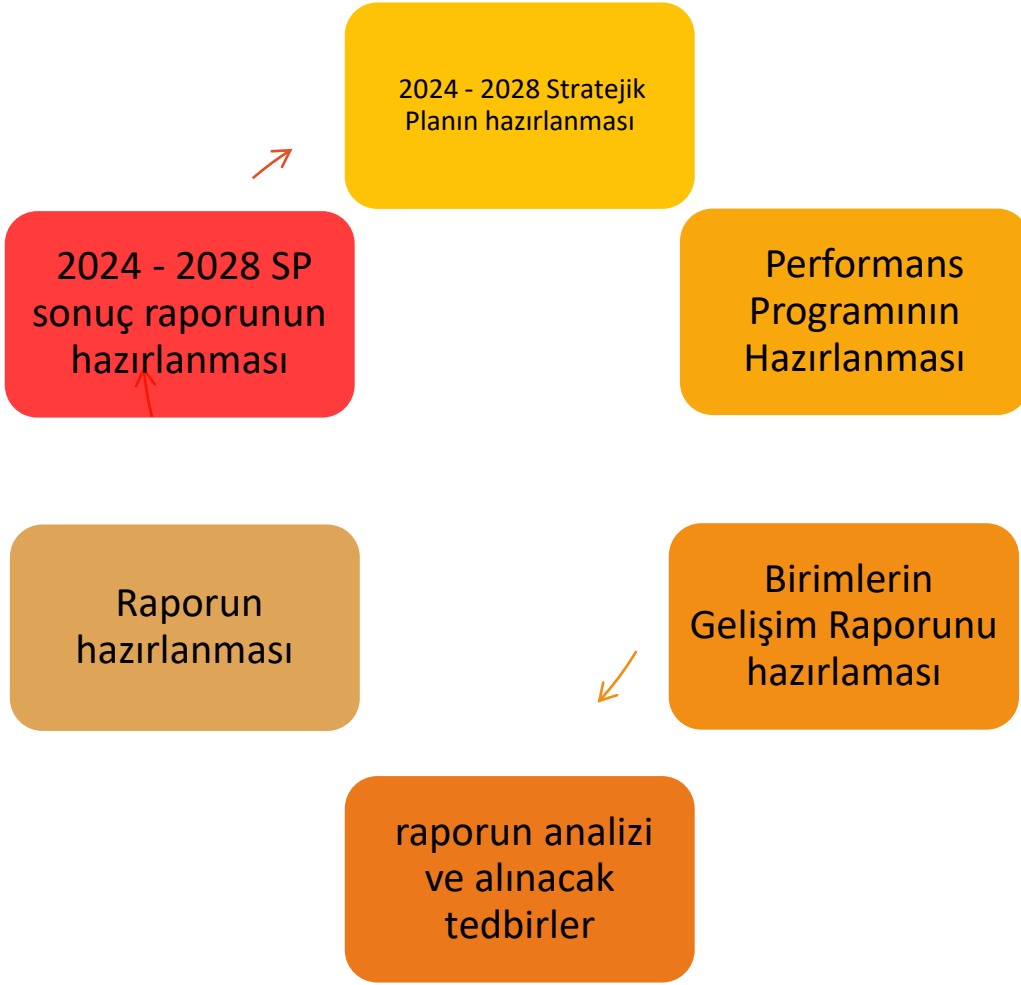 2024 - 2028 Stratejik
Planın hazırlanması
Performans
Programının
Hazırlanması
Birimlerin
Gelişim Raporunu
hazırlaması
raporun analizi
ve alınacak
tedbirler
Raporun
hazırlanması
2024 - 2028 SP
sonuç raporunun
hazırlanması